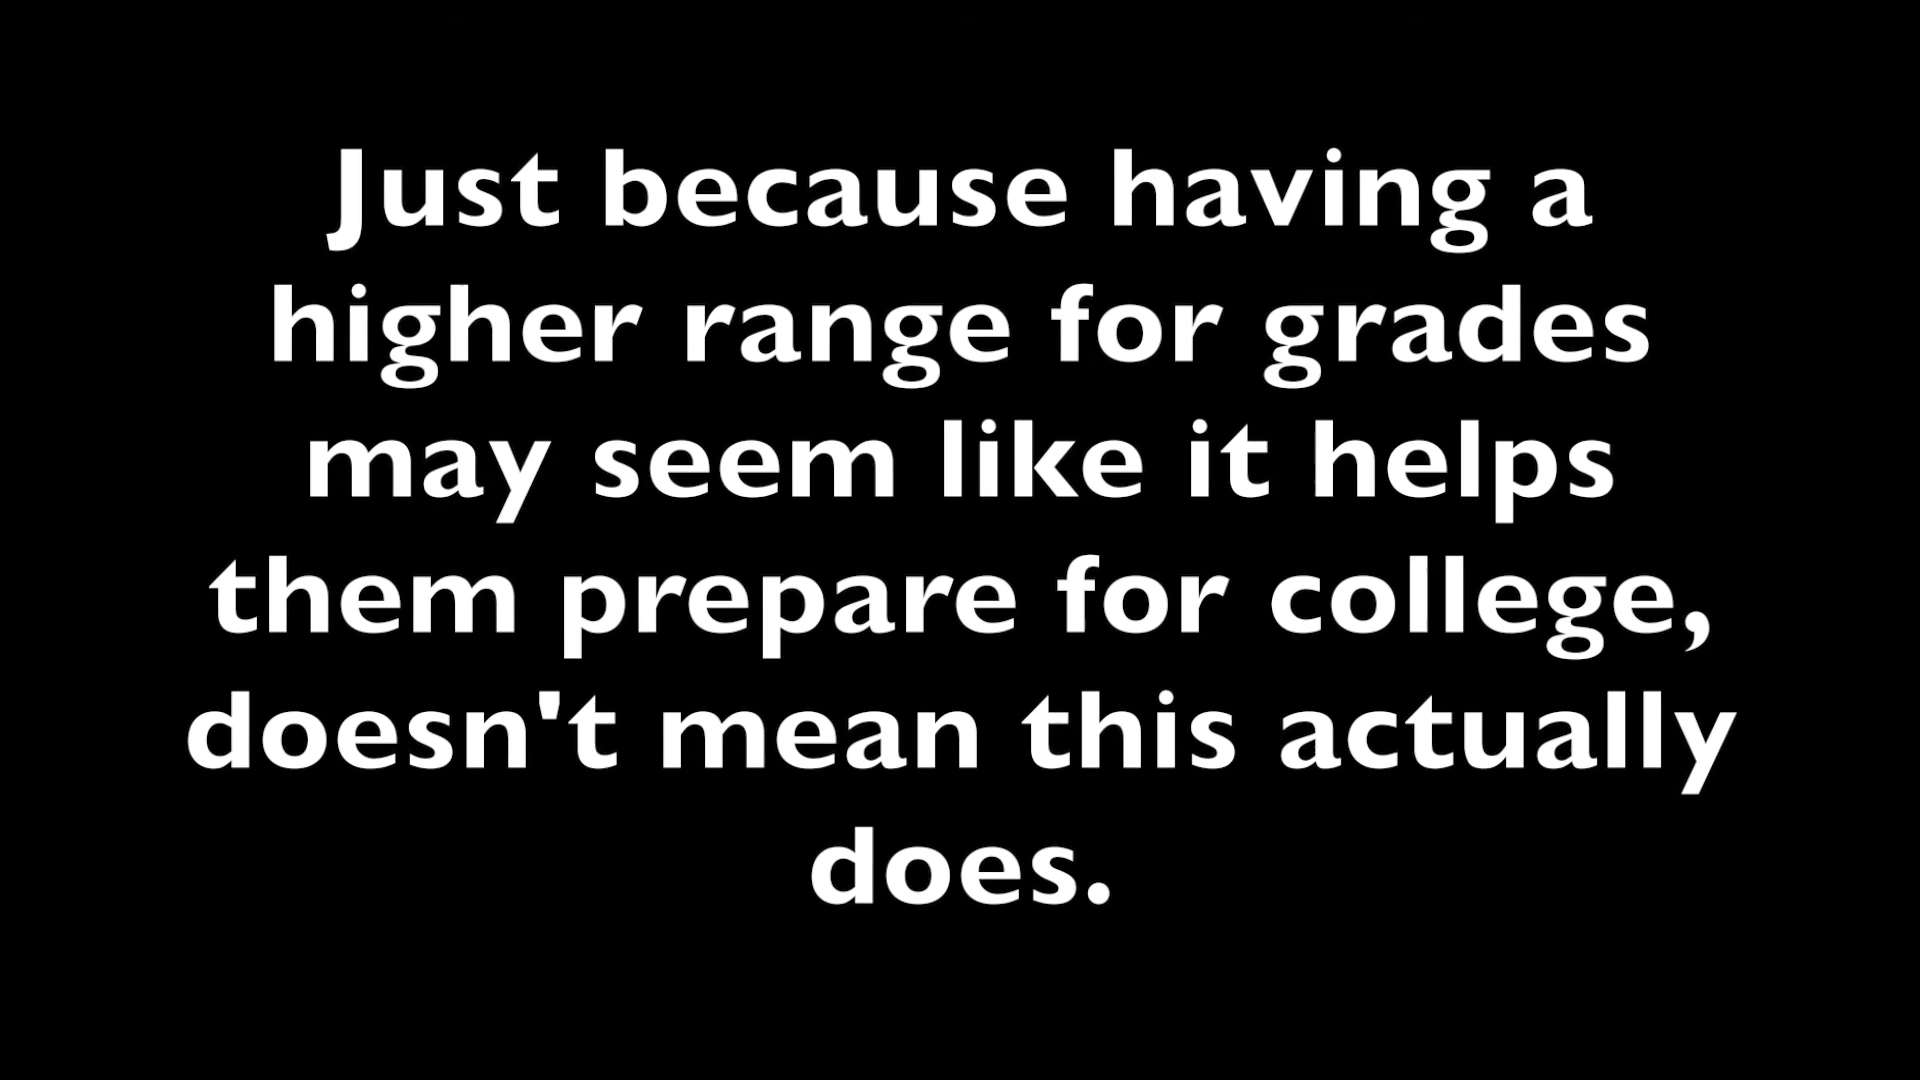 Just because having a
higher range for grades
may seem like it helps
them prepare for college,
doesn't mean this actually
does.